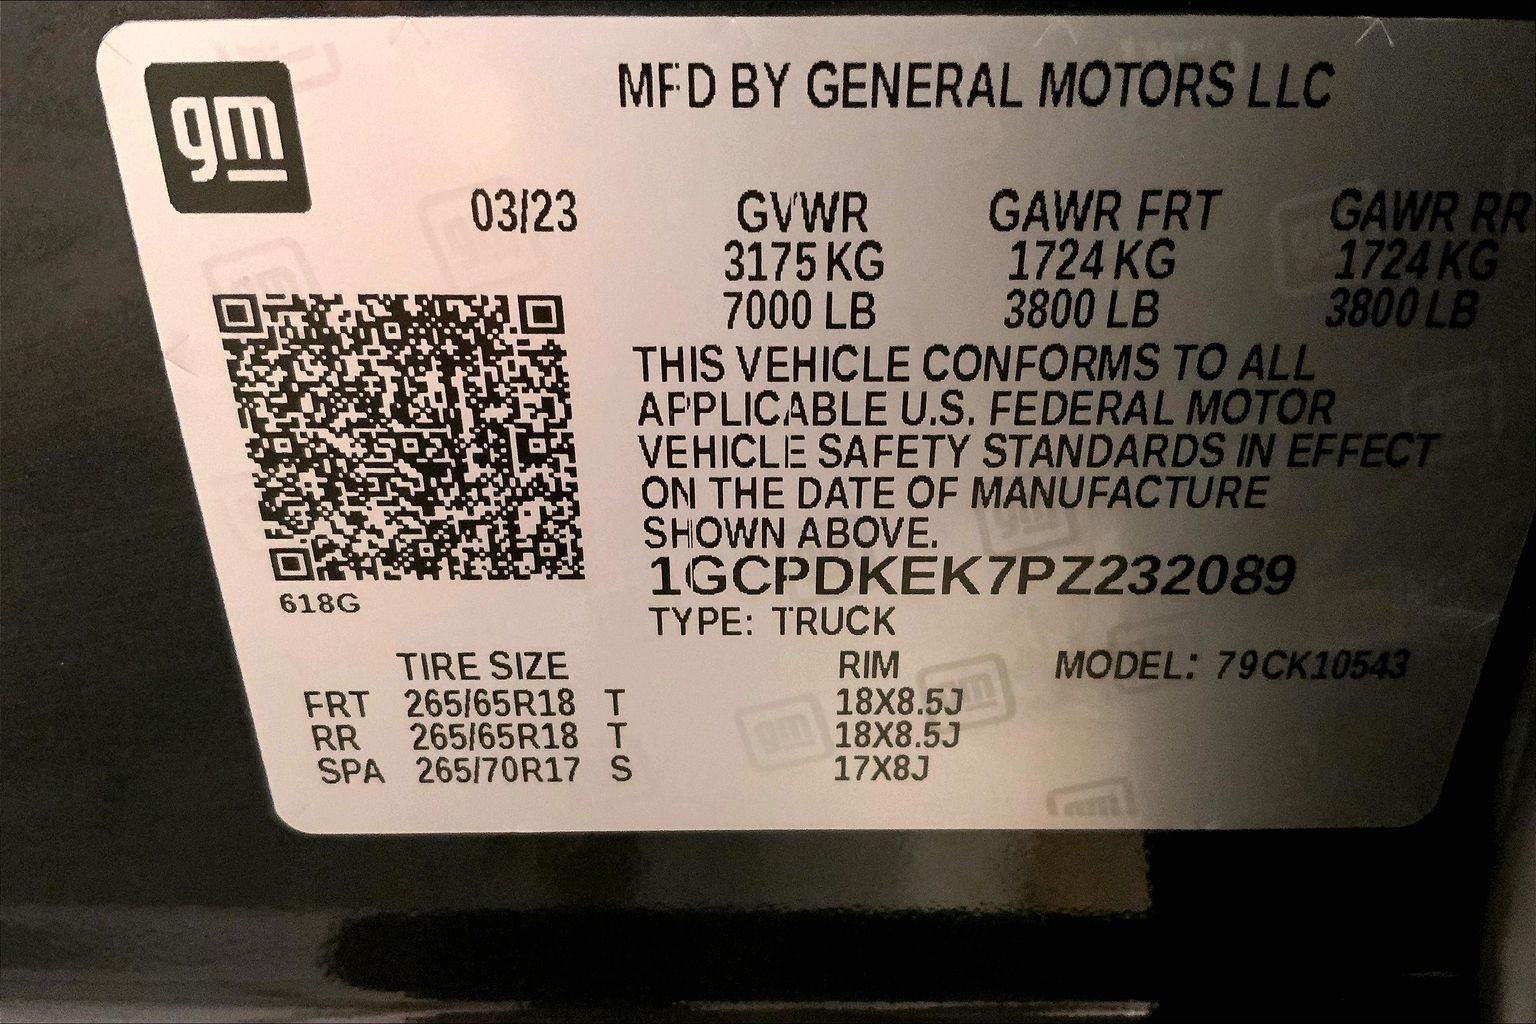 gm
MFD BY GENERAL MOTORS LLC
03/23 GVWR GAWR FRT GAWR RR
3175 KG 1724 KG 1724 KG
7000 LB 3800 LB 3800 LB
THIS VEHICLE CONFORMS TO ALL
APPLICABLE U.S. FEDERAL MOTOR
VEHICLE SAFETY STANDARDS IN EFFECT
ON THE DATE OF MANUFACTURE
SHOWN ABOVE.
1GCPDKEK7PZ232089
618G
TYPE: TRUCK
TIRE SIZE RIM MODEL: 79CK10543
FRT 265/65R18 T 18X8.5J
RR 265/65R18 T 18X8.5J
SPA 265/70R17 S 17X8J